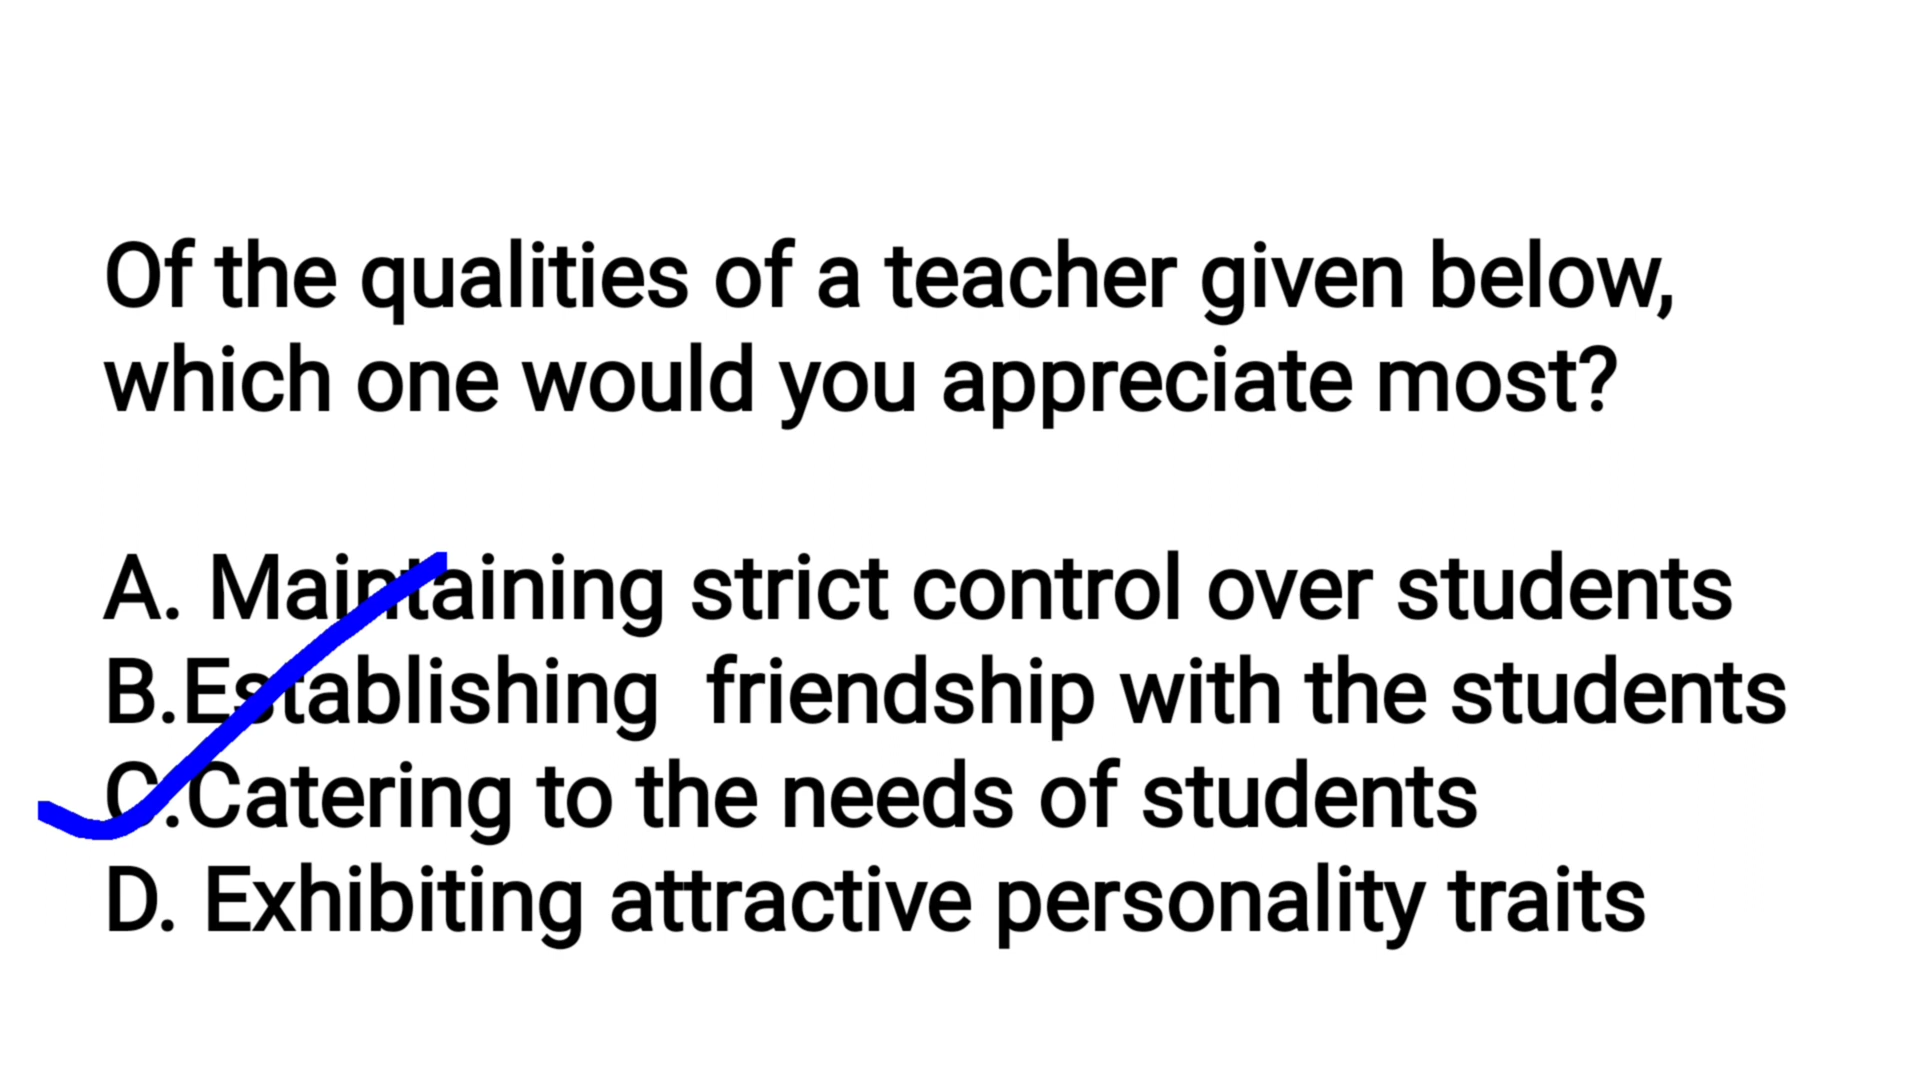 Of the qualities of a teacher given below,
which one would you appreciate most?
A. Maintaining strict control over students
B.Establishing friendship with the students
C.Catering to the needs of students
D. Exhibiting attractive personality traits